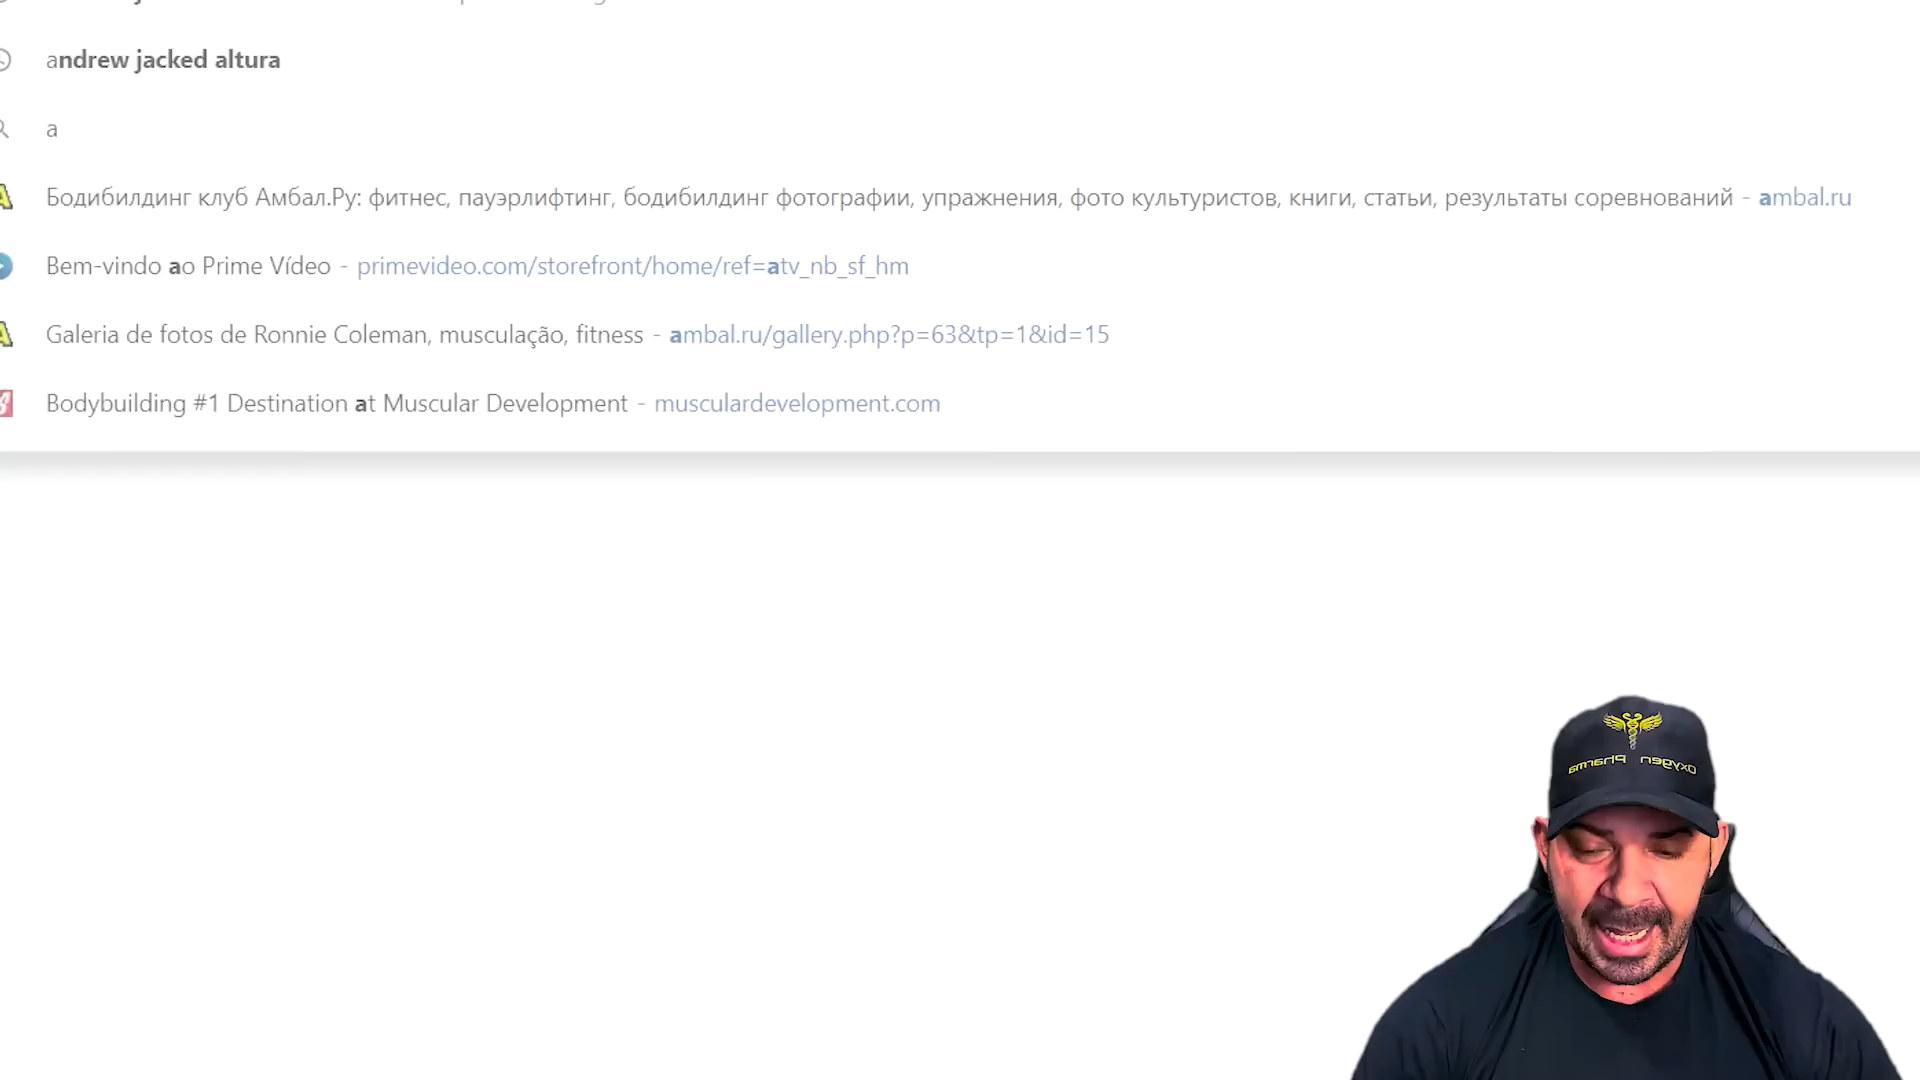 andrew jacked altura
a
Бодибилдинг клуб Амбал.Ру: фитнес, пауэрлифтинг, бодибилдинг фотографии, упражнения, фото культуристов, книги, статьи, результаты соревнований - ambal.ru
Bem-vindo ao Prime Vídeo - primevideo.com/storefront/home/ref=atv_nb_sf_hm
Galeria de fotos de Ronnie Coleman, musculação, fitness - ambal.ru/gallery.php?p=63&tp=1&id=15
Bodybuilding #1 Destination at Muscular Development - musculardevelopment.com
oxygen Pharma